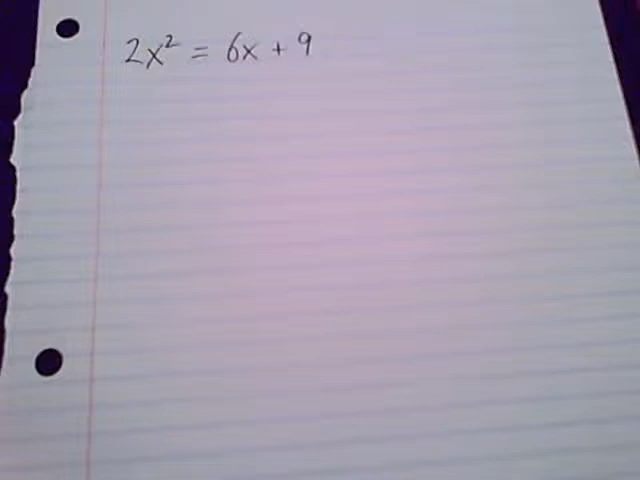 2x² = 6x + 9